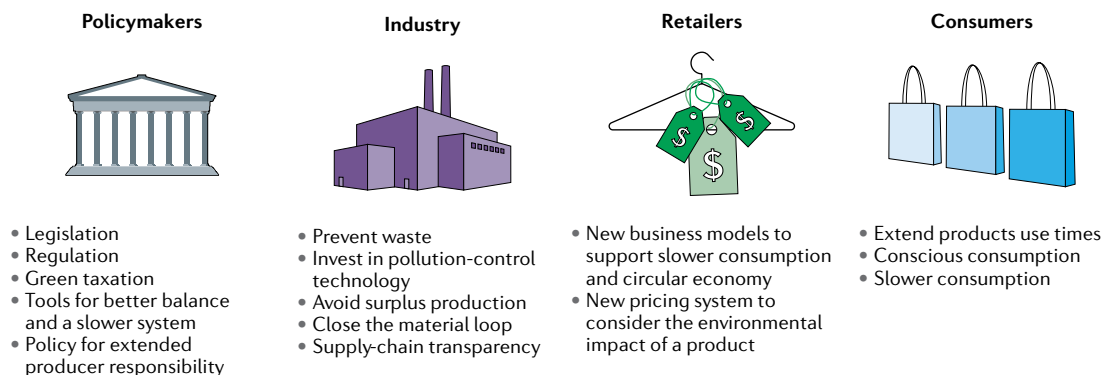 Policymakers
• Legislation
• Regulation
• Green taxation
• Tools for better balance
and a slower system
• Policy for extended
producer responsibility
Industry
• Prevent waste
• Invest in pollution-control
technology
• Avoid surplus production
• Close the material loop
• Supply-chain transparency
Retailers
$
$
$
• New business models to
support slower consumption
and circular economy
• New pricing system to
consider the environmental
impact of a product
Consumers
• Extend products use times
• Conscious consumption
• Slower consumption